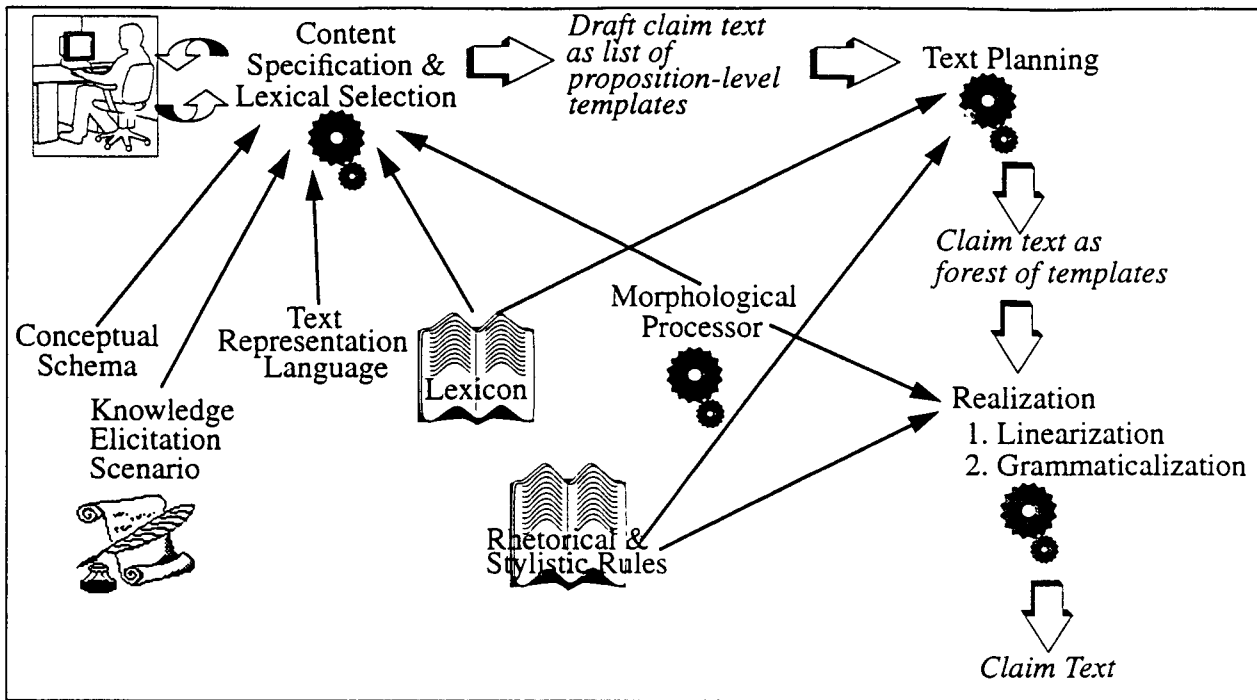 Content
Specification &
Lexical Selection
Draft claim text
as list of
proposition-level
templates
Text Planning
Claim text as
forest of templates
Conceptual
Schema
Knowledge
Elicitation
Scenario
Text
Representation
Language
Lexicon
Morphological
Processor
Rhetorical &
Stylistic Rules
Realization
1. Linearization
2. Grammaticalization
Claim Text